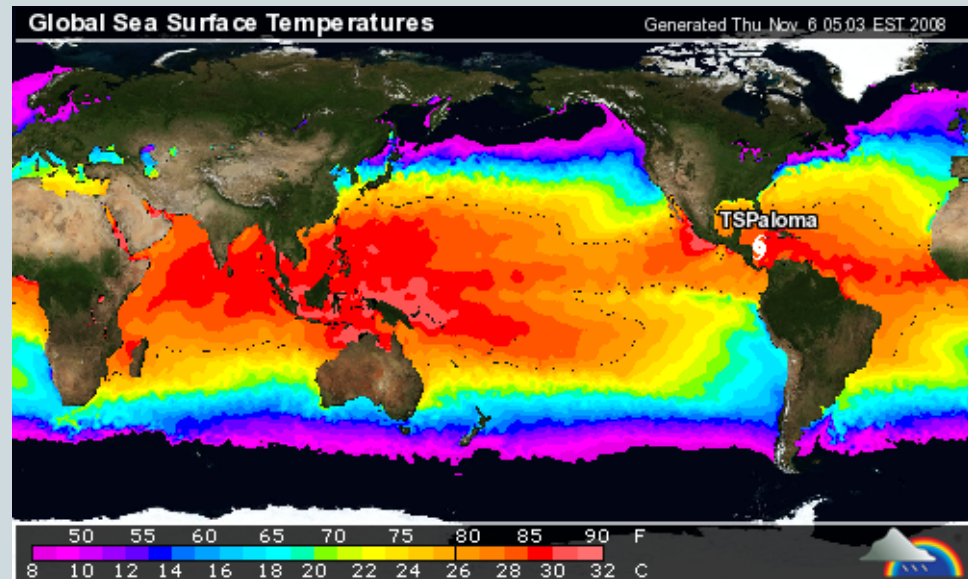 Global Sea Surface Temperatures
Generated Thu Nov 6 05:03 EST 2008
TSPaloma
50 55 60 65 70 75 80 85 90 F
8 10 12 14 16 18 20 22 24 26 28 30 32 C